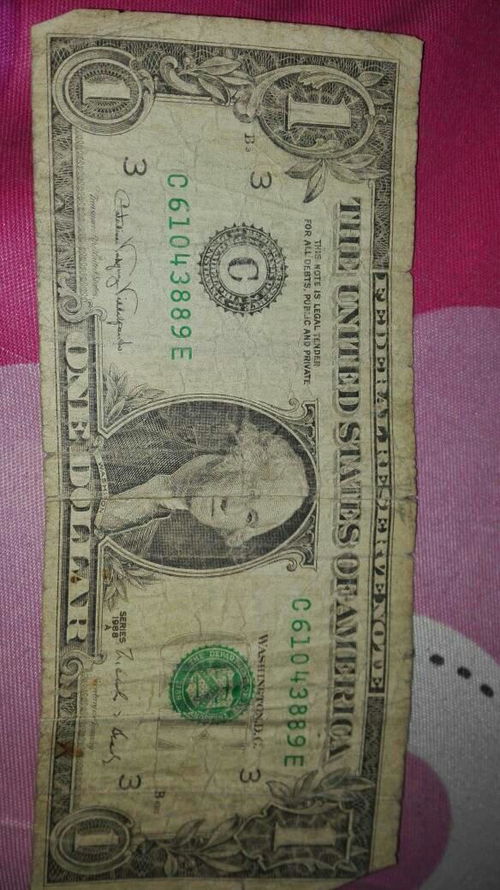 FEDERAL RESERVE NOTE
THE UNITED STATES OF AMERICA
1
1
THIS NOTE IS LEGAL TENDER
FOR ALL DEBTS, PUBLIC AND PRIVATE
C 61043889 E
WASHINGTON, D.C.
3
3
C
C 61043889 E
3
3
SERIES
1988
A
1
ONE DOLLAR
1